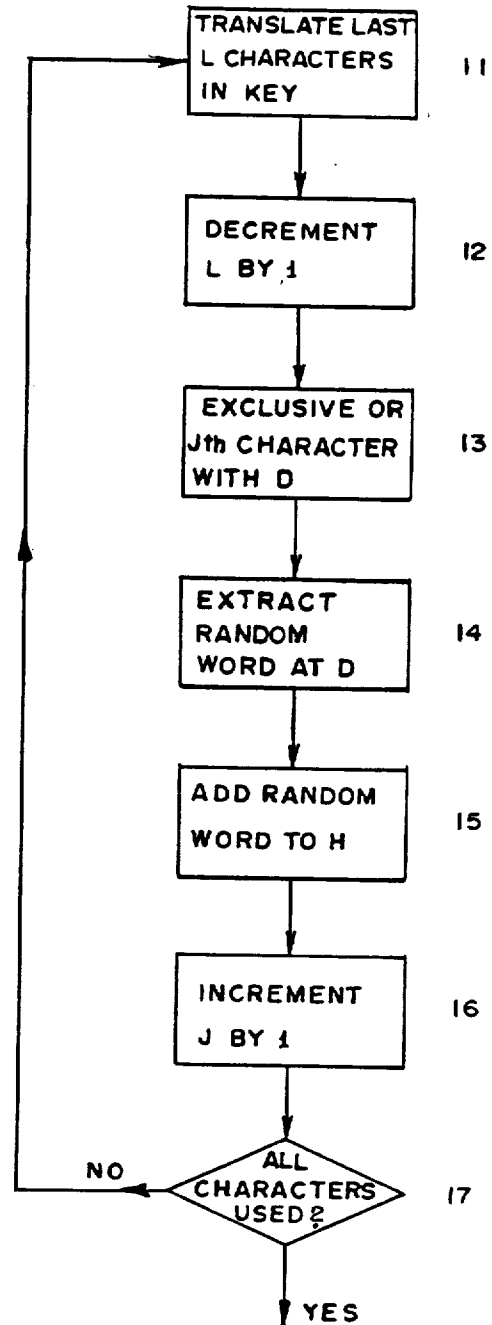 TRANSLATE LAST
L CHARACTERS
IN KEY
11
DECREMENT
L BY 1
12
EXCLUSIVE OR
Jth CHARACTER
WITH D
13
EXTRACT
RANDOM
WORD AT D
14
ADD RANDOM
WORD TO H
15
INCREMENT
J BY 1
16
ALL
CHARACTERS
USED?
17
NO
YES